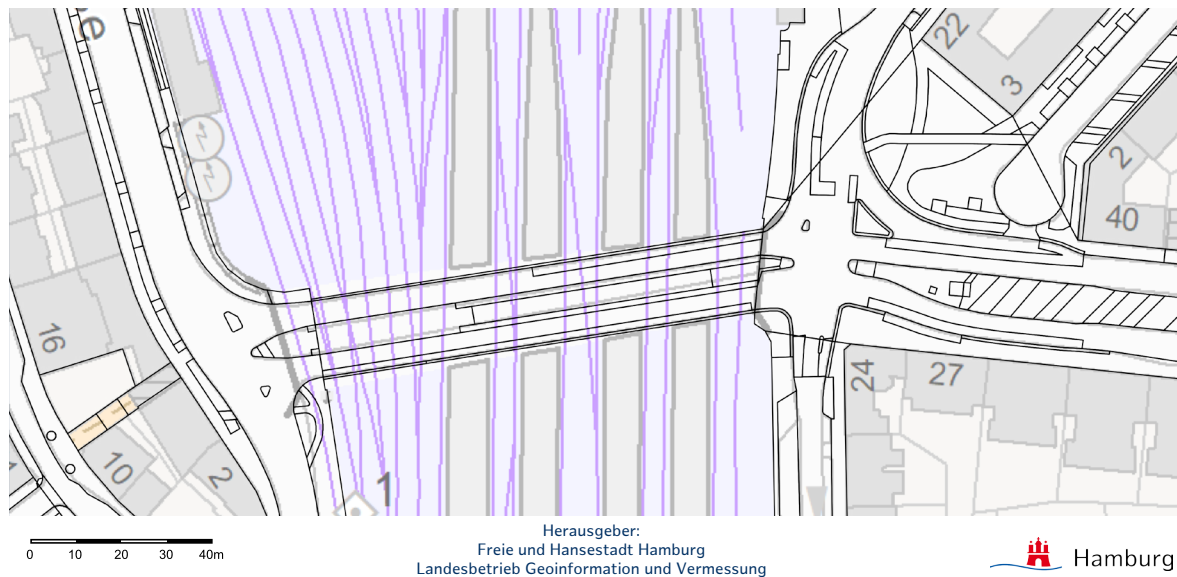 22
3
2
40
16
24
27
10
2
1
0 10 20 30 40m
Herausgeber:
Freie und Hansestadt Hamburg
Landesbetrieb Geoinformation und Vermessung
Hamburg